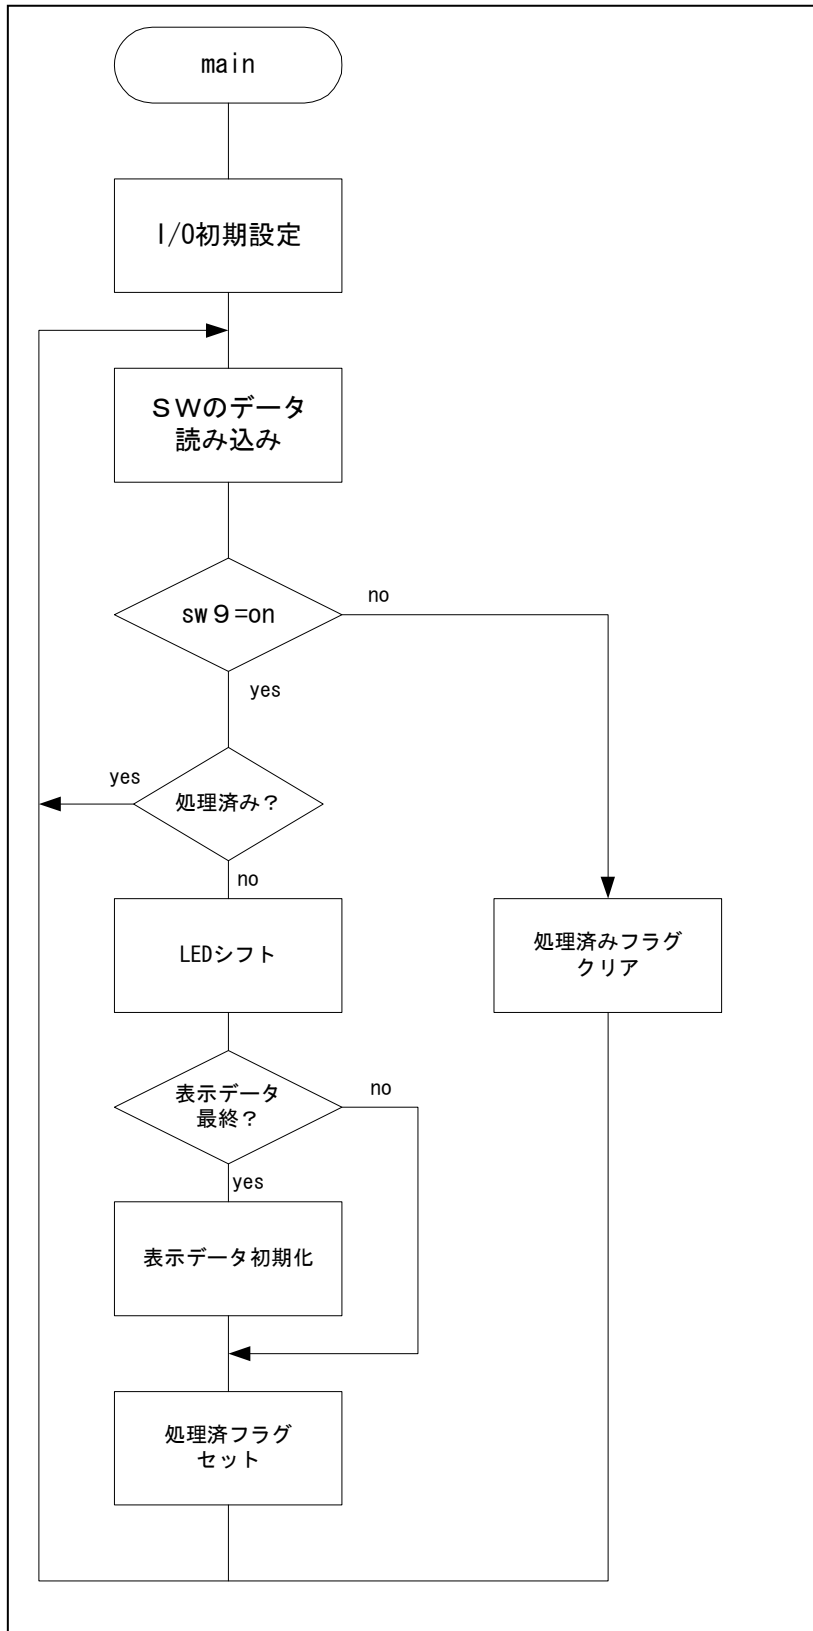 main
I/O初期設定
SWのデータ
読み込み
sw9=on
no
yes
yes
処理済み?
no
LEDシフト
処理済みフラグ
クリア
表示データ
最終?
no
yes
表示データ初期化
処理済フラグ
セット